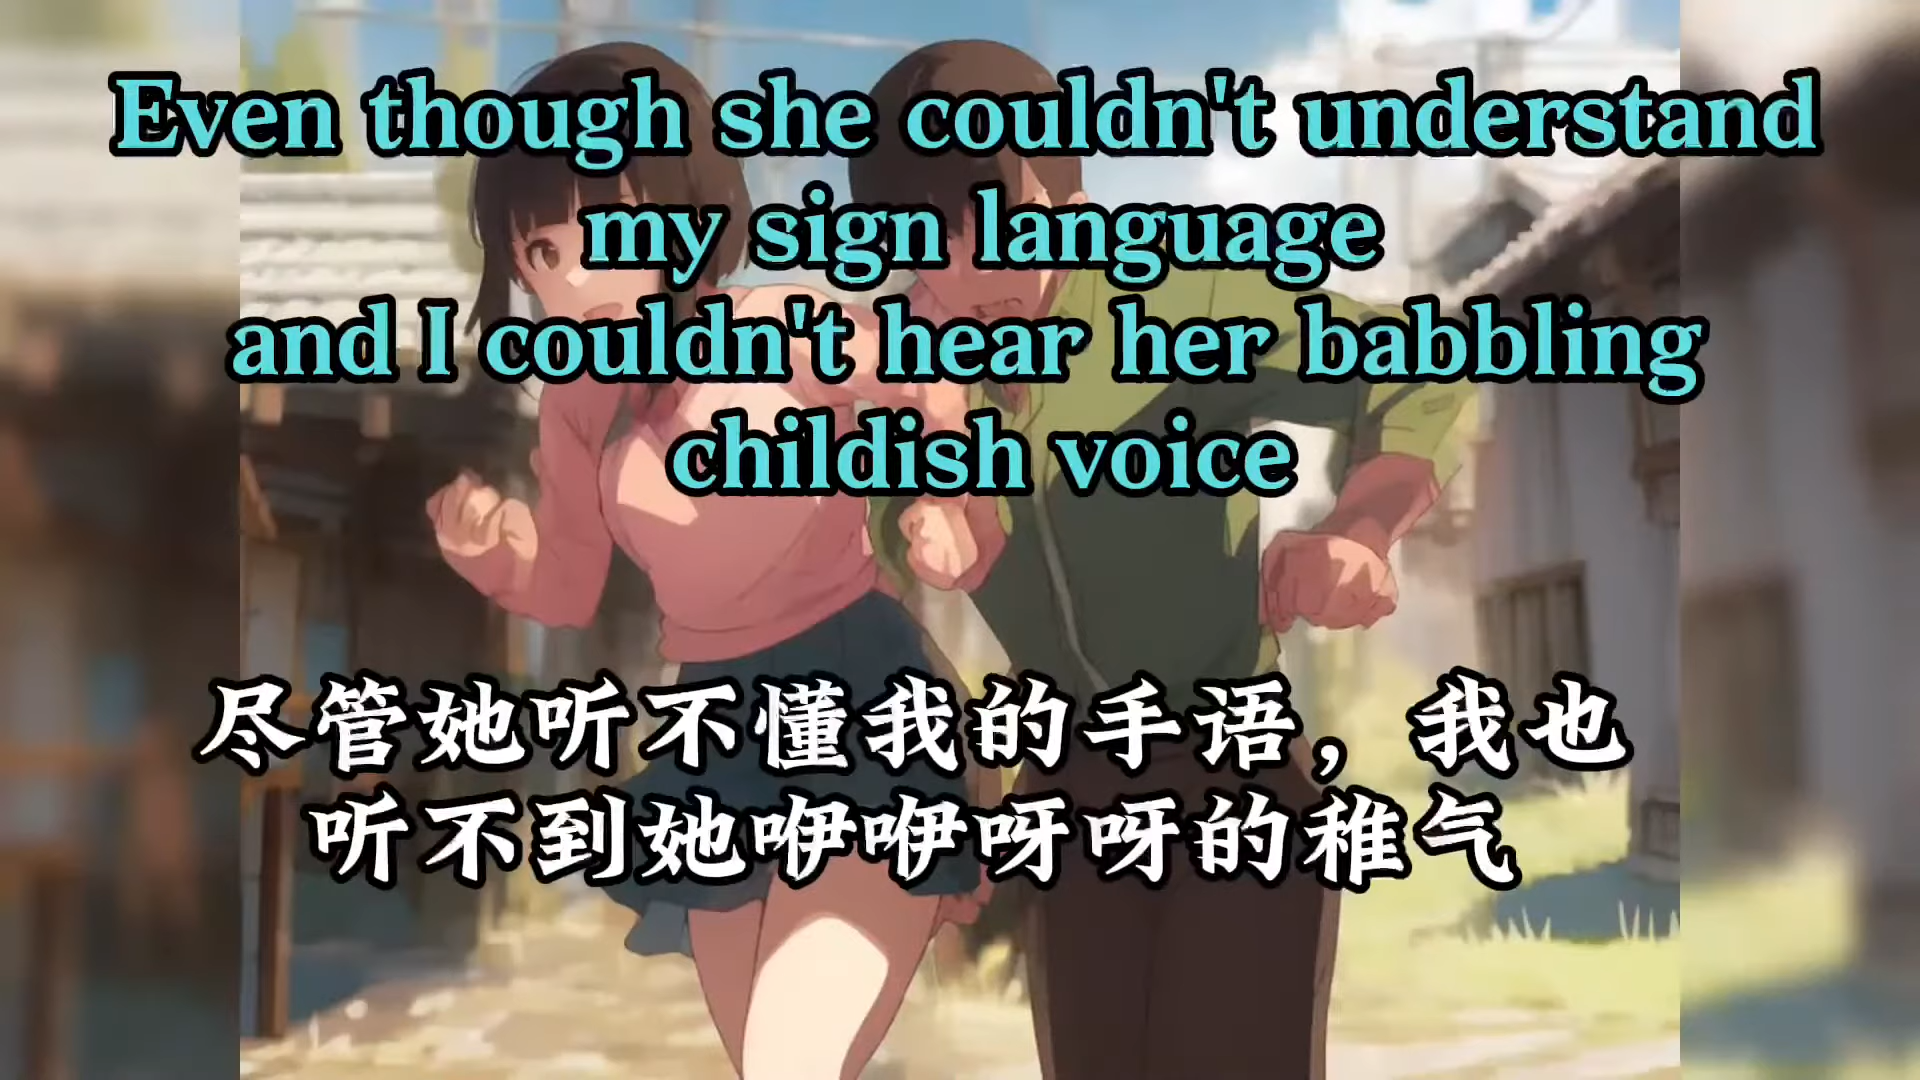 Even though she couldn't understand
my sign language
and I couldn't hear her babbling
childish voice
尽管她听不懂我的手语，我也
听不到她咿咿呀呀的稚气